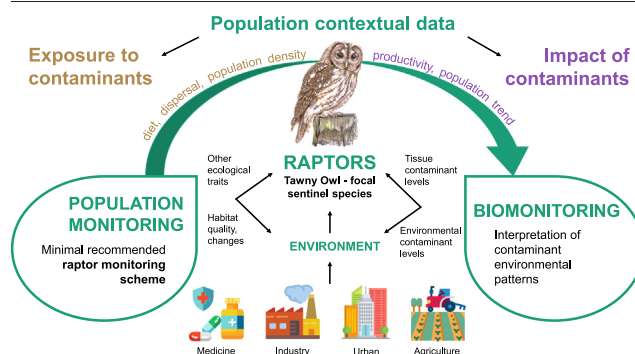 Population contextual data
Exposure to
contaminants
Impact of
contaminants
diet, dispersal, population density
productivity, population trend
Other
ecological
traits
RAPTORS
Tawny Owl - focal
sentinel species
Tissue
contaminant
levels
POPULATION
MONITORING
Minimal recommended
raptor monitoring
scheme
Habitat
quality,
changes
ENVIRONMENT
Environmental
contaminant
levels
BIOMONITORING
Interpretation of
contaminant
environmental
patterns
Medicine
Industry
Urban
Agriculture